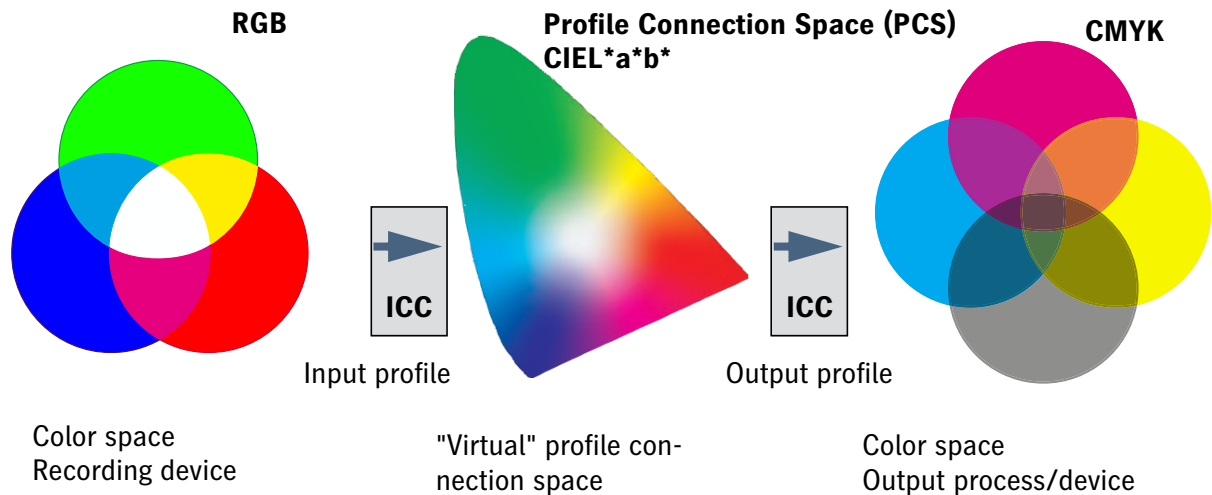 RGB
Profile Connection Space (PCS)
CIEL*a*b*
CMYK
ICC
ICC
Input profile
Output profile
Color space
Recording device
"Virtual" profile con-
nection space
Color space
Output process/device